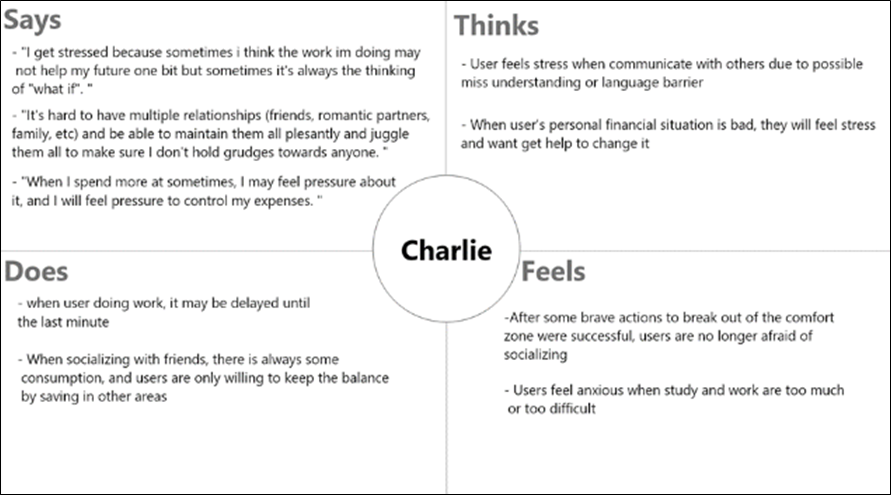 Says
- "I get stressed because sometimes i think the work im doing may
not help my future one bit but sometimes it's always the thinking
of "what if". "
- "It's hard to have multiple relationships (friends, romantic partners,
family, etc) and be able to maintain them all plesantly and juggle
them all to make sure I don't hold grudges towards anyone. "
- "When I spend more at sometimes, I may feel pressure about
it, and I will feel pressure to control my expenses. "
Thinks
- User feels stress when communicate with others due to possible
miss understanding or language barrier
- When user's personal financial situation is bad, they will feel stress
and want get help to change it
Charlie
Does
- when user doing work, it may be delayed until
the last minute
- When socializing with friends, there is always some
consumption, and users are only willing to keep the balance
by saving in other areas
Feels
-After some brave actions to break out of the comfort
zone were successful, users are no longer afraid of
socializing
- Users feel anxious when study and work are too much
or too difficult